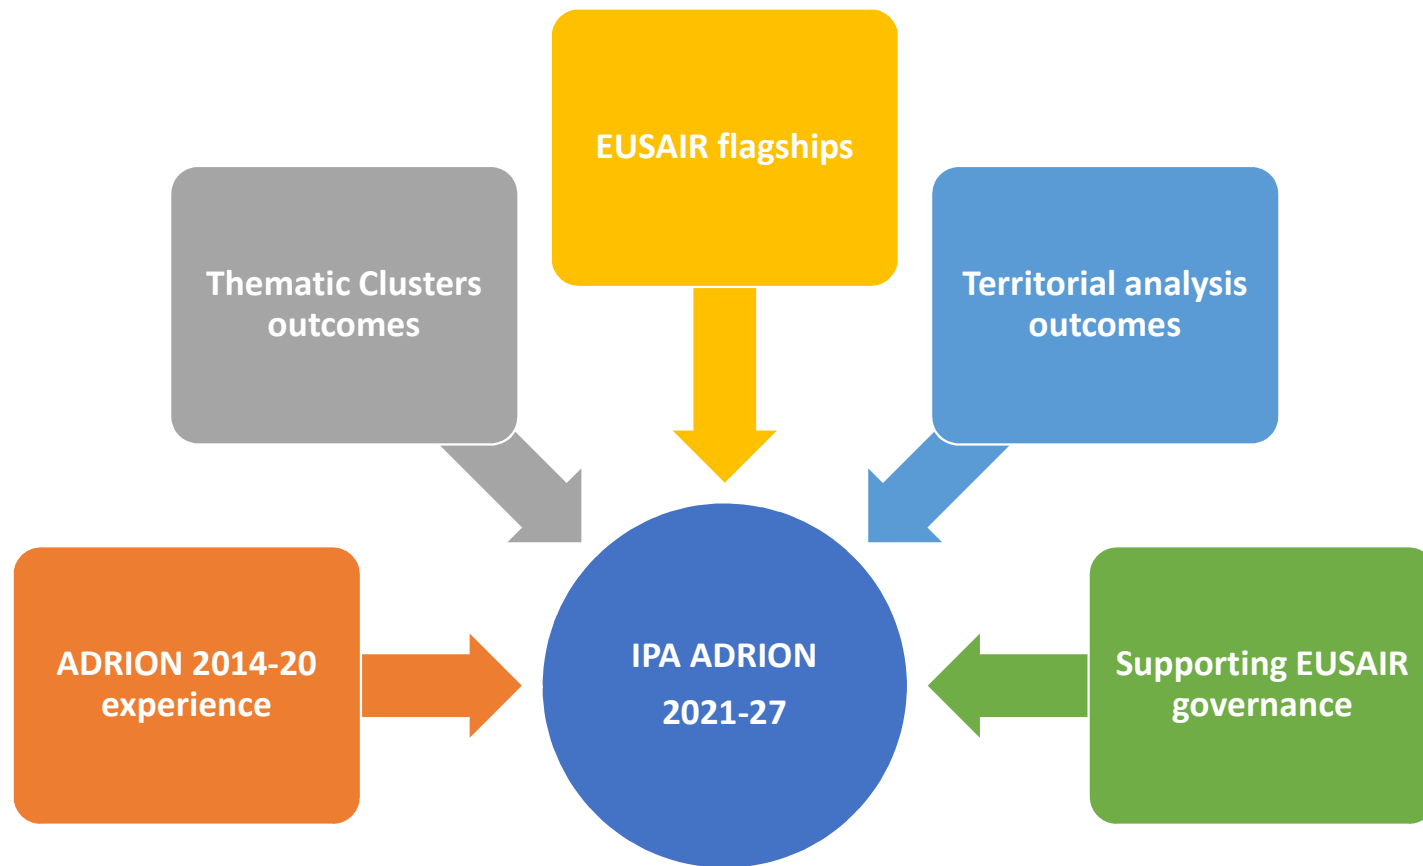 EUSAIR flagships
Thematic Clusters
outcomes
Territorial analysis
outcomes
ADRION 2014-20
experience
IPA ADRION
2021-27
Supporting EUSAIR
governance